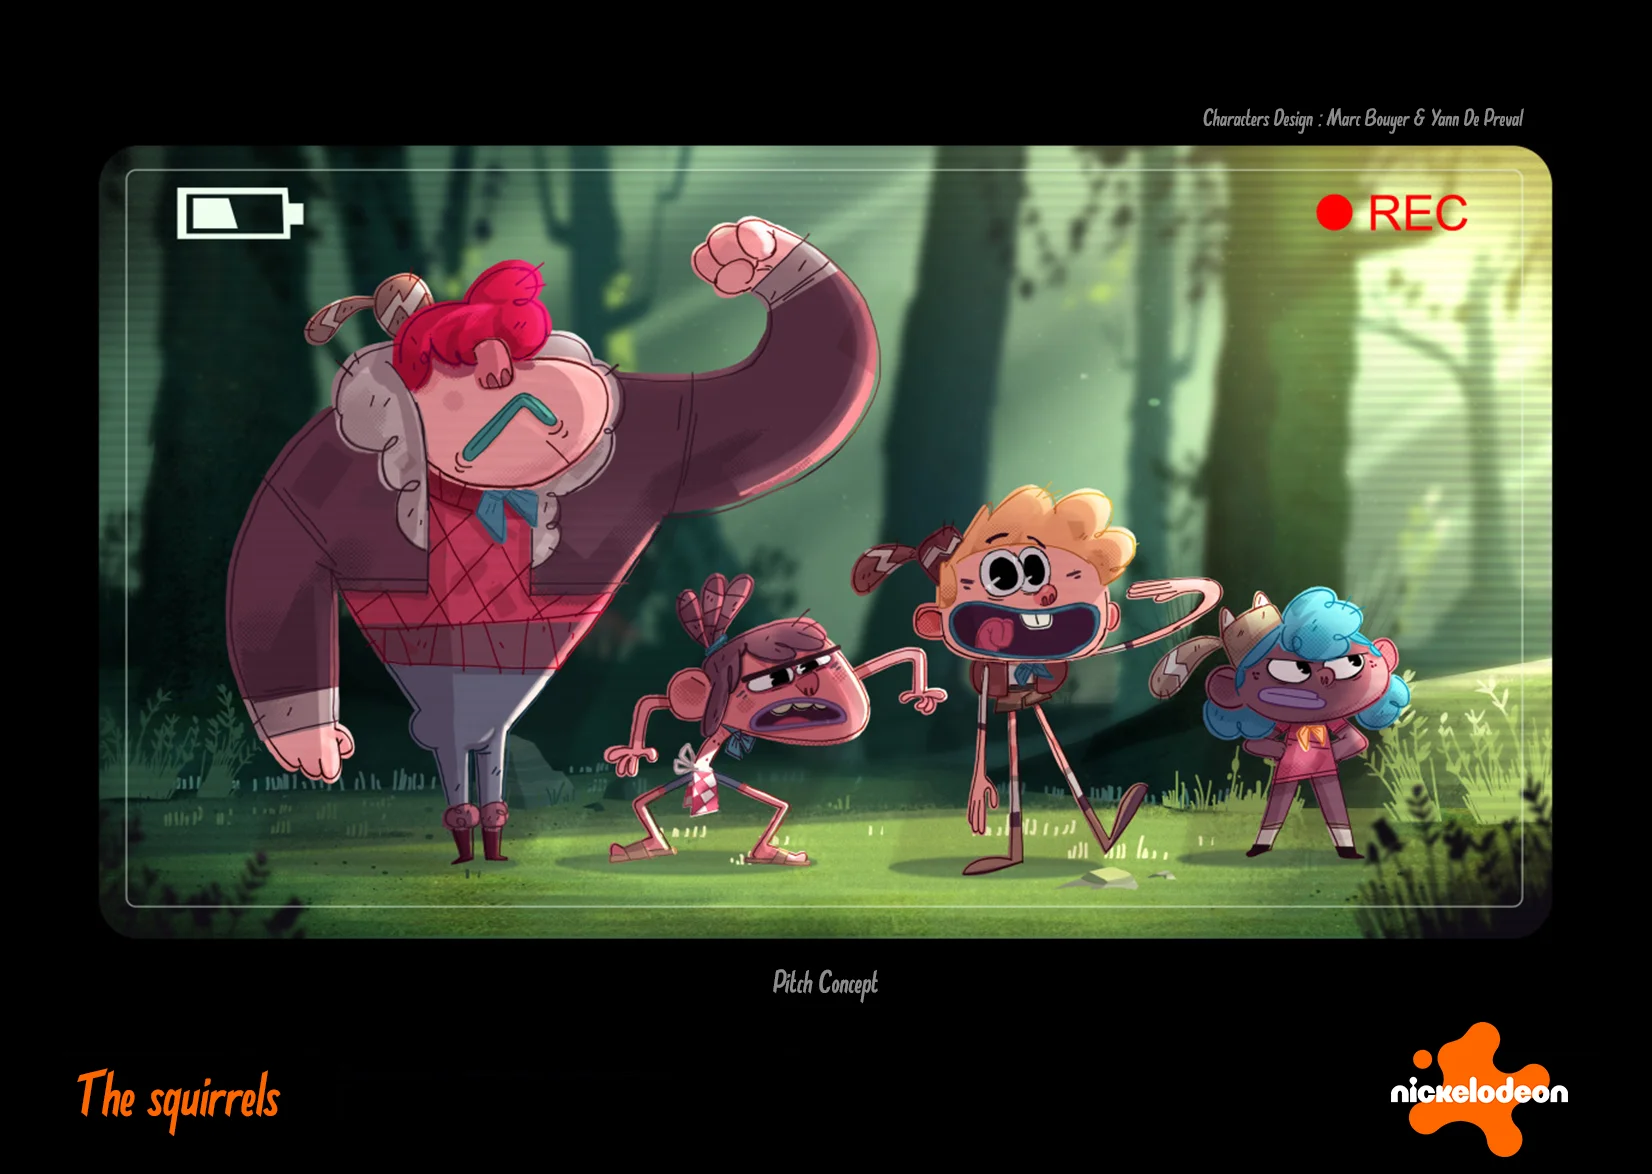 Characters Design : Marc Bouyer & Yann De Preval
REC
Pitch Concept
The squirrels
nickelodeon